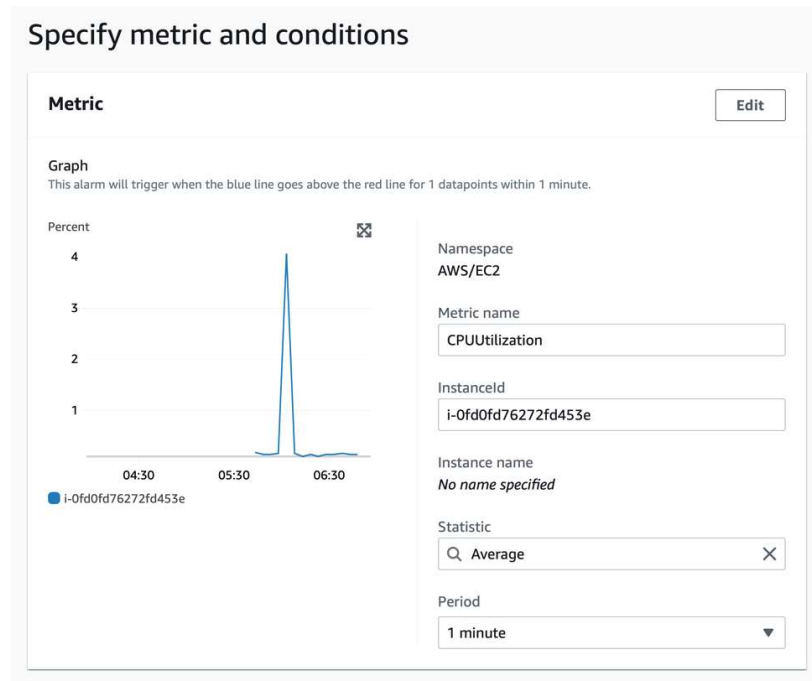 Specify metric and conditions
Metric
Edit
Graph
This alarm will trigger when the blue line goes above the red line for 1 datapoints within 1 minute.
Percent
4
3
2
1
04:30 05:30 06:30
i-0fd0fd76272fd453e
Namespace
AWS/EC2
Metric name
CPUUtilization
InstanceId
i-0fd0fd76272fd453e
Instance name
No name specified
Statistic
Average
Period
1 minute